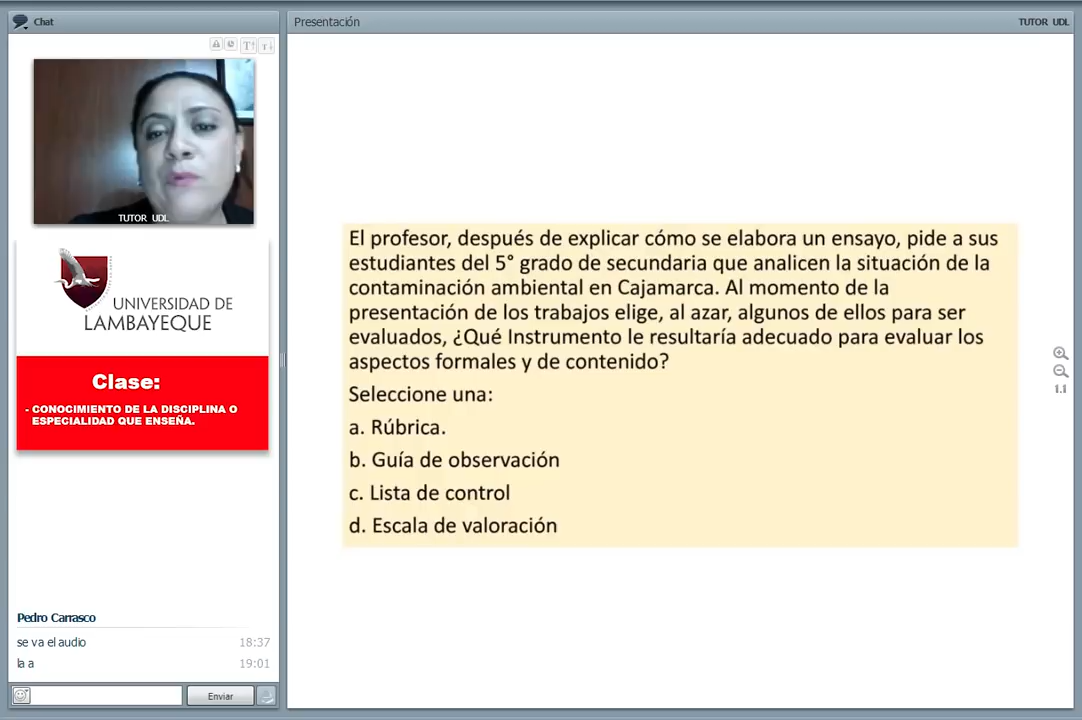 Chat
TUTOR UDL
UNIVERSIDAD DE
LAMBAYEQUE
Clase:
- CONOCIMIENTO DE LA DISCIPLINA O
ESPECIALIDAD QUE ENSEÑA.
Pedro Carrasco
se va el audio 18:37
la a 19:01
Enviar
Presentación TUTOR UDL
El profesor, después de explicar cómo se elabora un ensayo, pide a sus
estudiantes del 5° grado de secundaria que analicen la situación de la
contaminación ambiental en Cajamarca. Al momento de la
presentación de los trabajos elige, al azar, algunos de ellos para ser
evaluados, ¿Qué Instrumento le resultaría adecuado para evaluar los
aspectos formales y de contenido?
Seleccione una:
a. Rúbrica.
b. Guía de observación
c. Lista de control
d. Escala de valoración
1:1